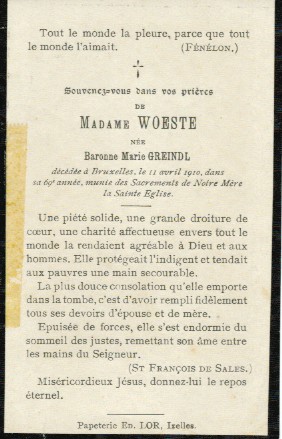 Tout le monde la pleure, parce que tout
le monde l'aimait. (FÉNÉLON.)
Souvenez-vous dans vos prières
DE
MADAME WOESTE
NÉE
Baronne Marie GREINDL
décédée à Bruxelles, le 11 avril 1910, dans
sa 69e année, munie des Sacrements de Notre Mère
la Sainte Eglise.
Une piété solide, une grande droiture de
cœur, une charité affectueuse envers tout le
monde la rendaient agréable à Dieu et aux
hommes. Elle protégeait l'indigent et tendait
aux pauvres une main secourable.
La plus douce consolation qu'elle emporte
dans la tombe, c'est d'avoir rempli fidèlement
tous ses devoirs d'épouse et de mère.
Epuisée de forces, elle s'est endormie du
sommeil des justes, remettant son âme entre
les mains du Seigneur.
(ST FRANÇOIS DE SALES.)
Miséricordieux Jésus, donnez-lui le repos
éternel.
Papeterie ED. LOR, Ixelles.